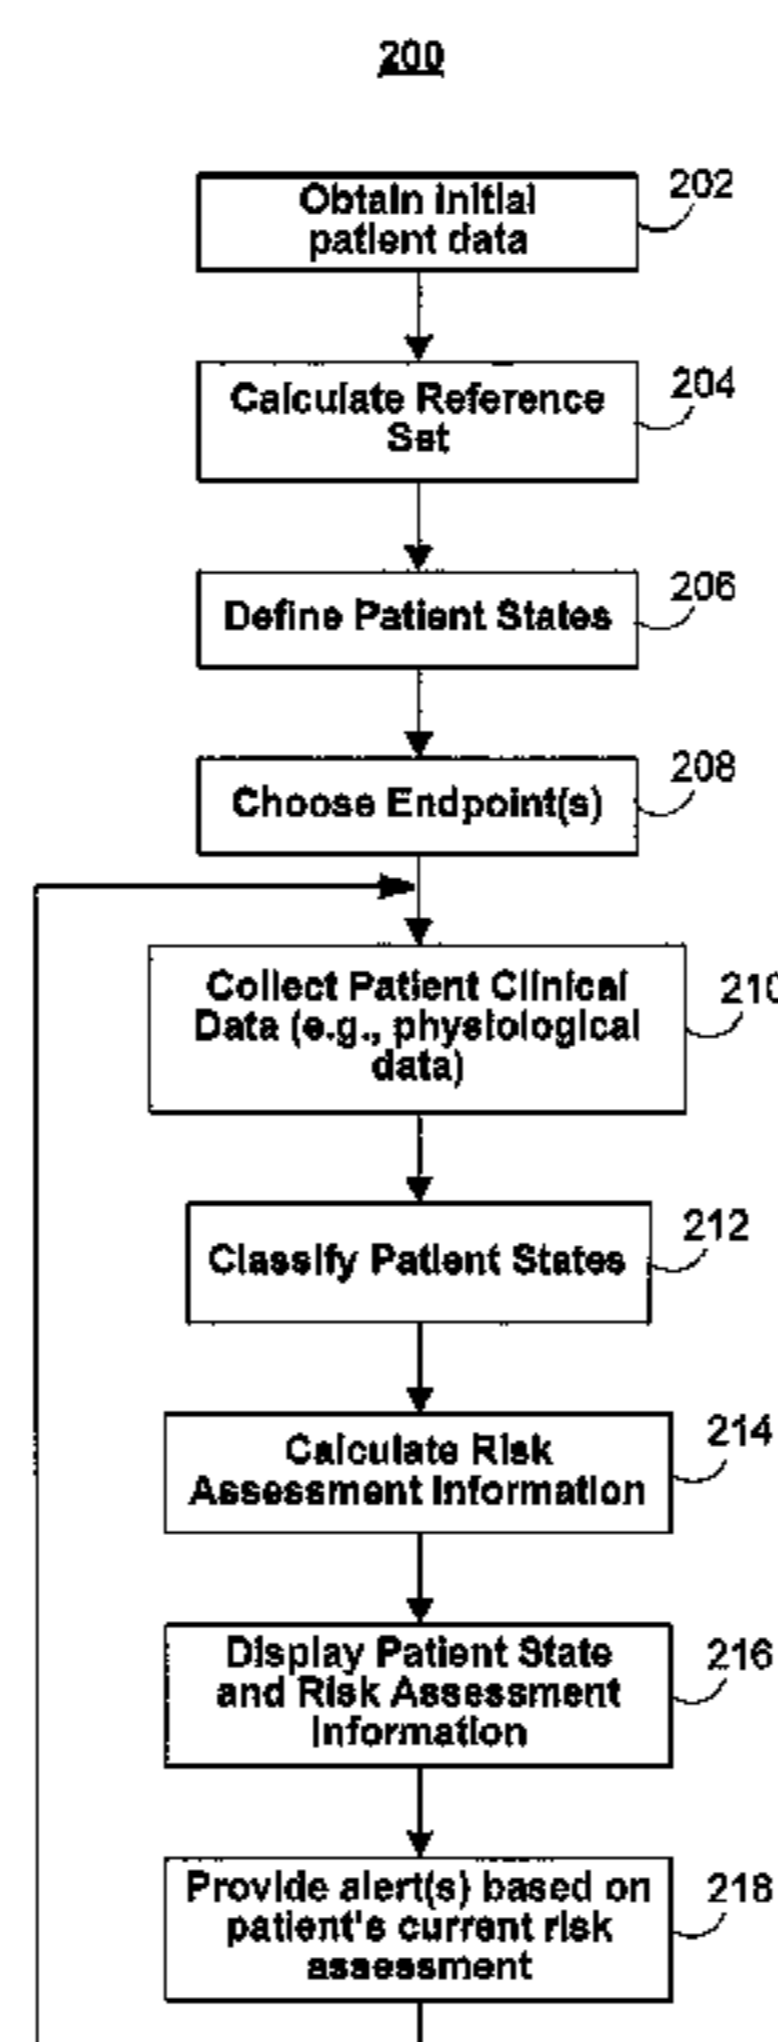 200
202
Obtain initial
patient data
204
Calculate Reference
Set
206
Define Patient States
208
Choose Endpoint(s)
210
Collect Patient Clinical
Data (e.g., physiological
data)
212
Classify Patient States
214
Calculate Risk
Assessment Information
216
Display Patient State
and Risk Assessment
Information
218
Provide alert(s) based on
patient's current risk
assessment